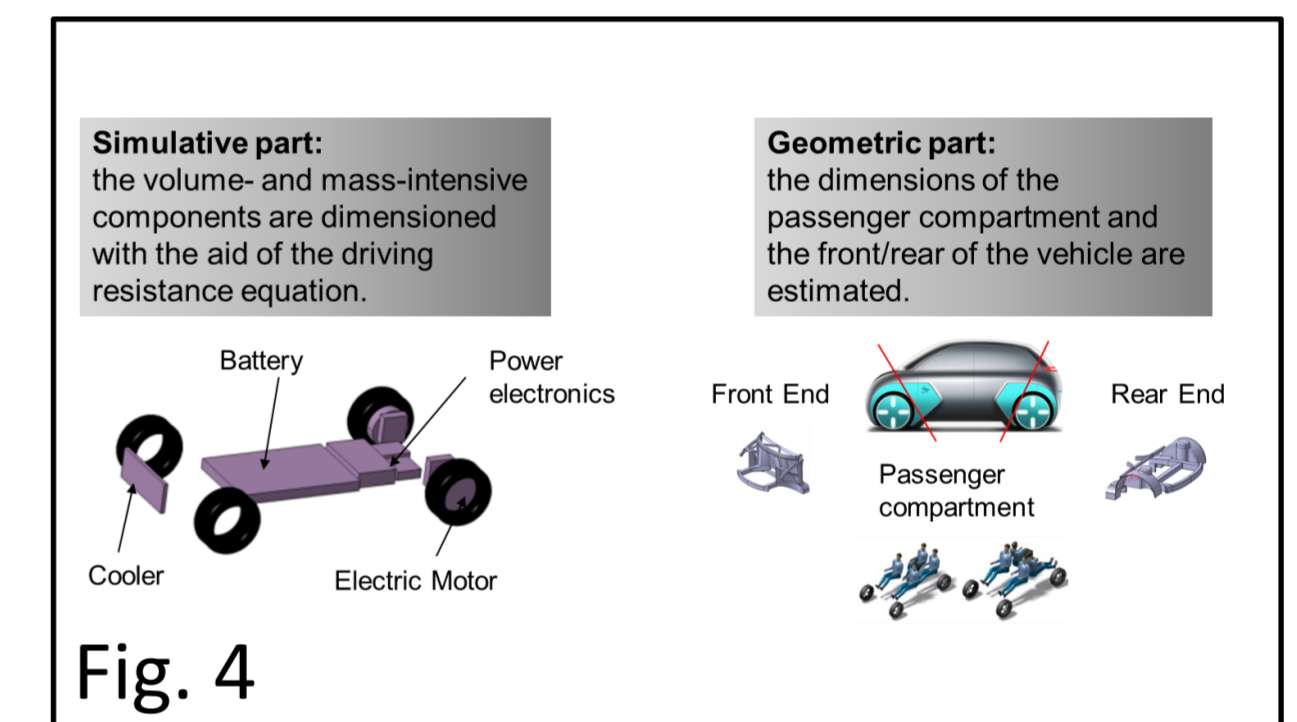 Simulative part:
the volume- and mass-intensive
components are dimensioned
with the aid of the driving
resistance equation.
Geometric part:
the dimensions of the
passenger compartment and
the front/rear of the vehicle are
estimated.
Battery
Power
electronics
Cooler
Electric Motor
Front End
Rear End
Passenger
compartment
Fig. 4